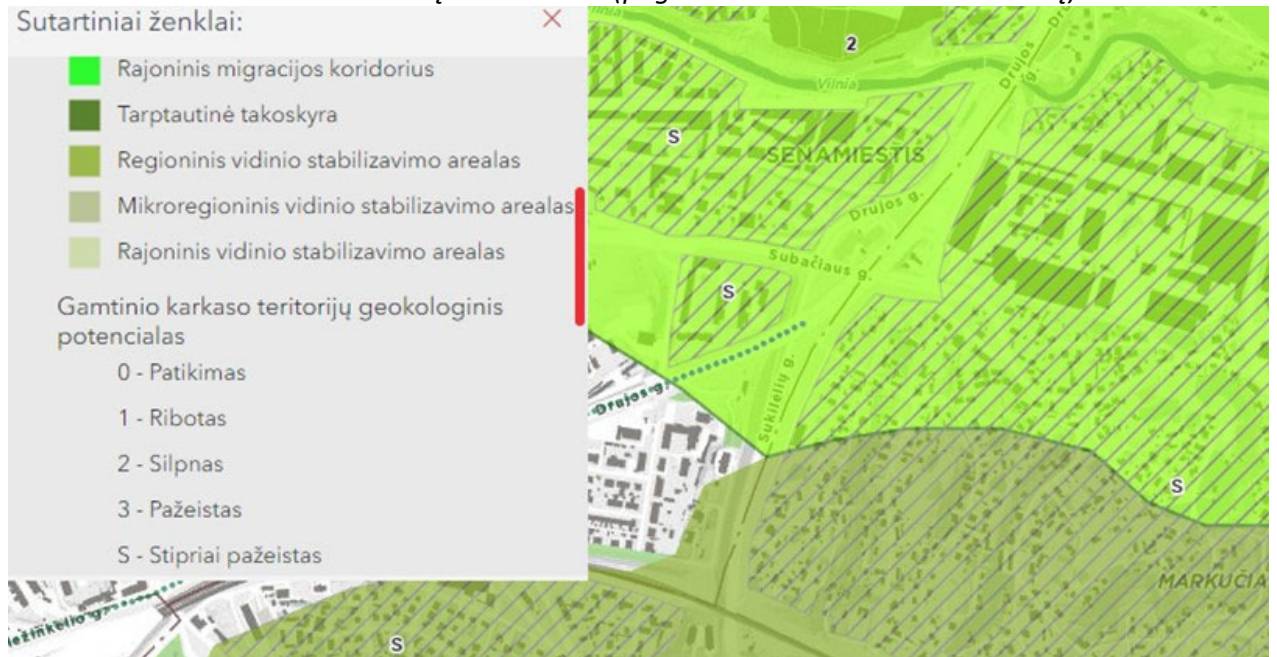 Sutartiniai ženklai:
Rajoninis migracijos koridorius
Tarptautinė takoskyra
Regioninis vidinio stabilizavimo arealas
Mikroregioninis vidinio stabilizavimo arealas
Rajoninis vidinio stabilizavimo arealas
Gamtinio karkaso teritorijų geokologinis
potencialas
0 - Patikimas
1 - Ribotas
2 - Silpnas
3 - Pažeistas
S - Stipriai pažeistas
2
Drujos g.
Vilnia
S
SENAMIESTIS
Drujos g.
Subačiaus g.
S
Drujos g.
Sukilėlių g.
S
MARKUČIA
S